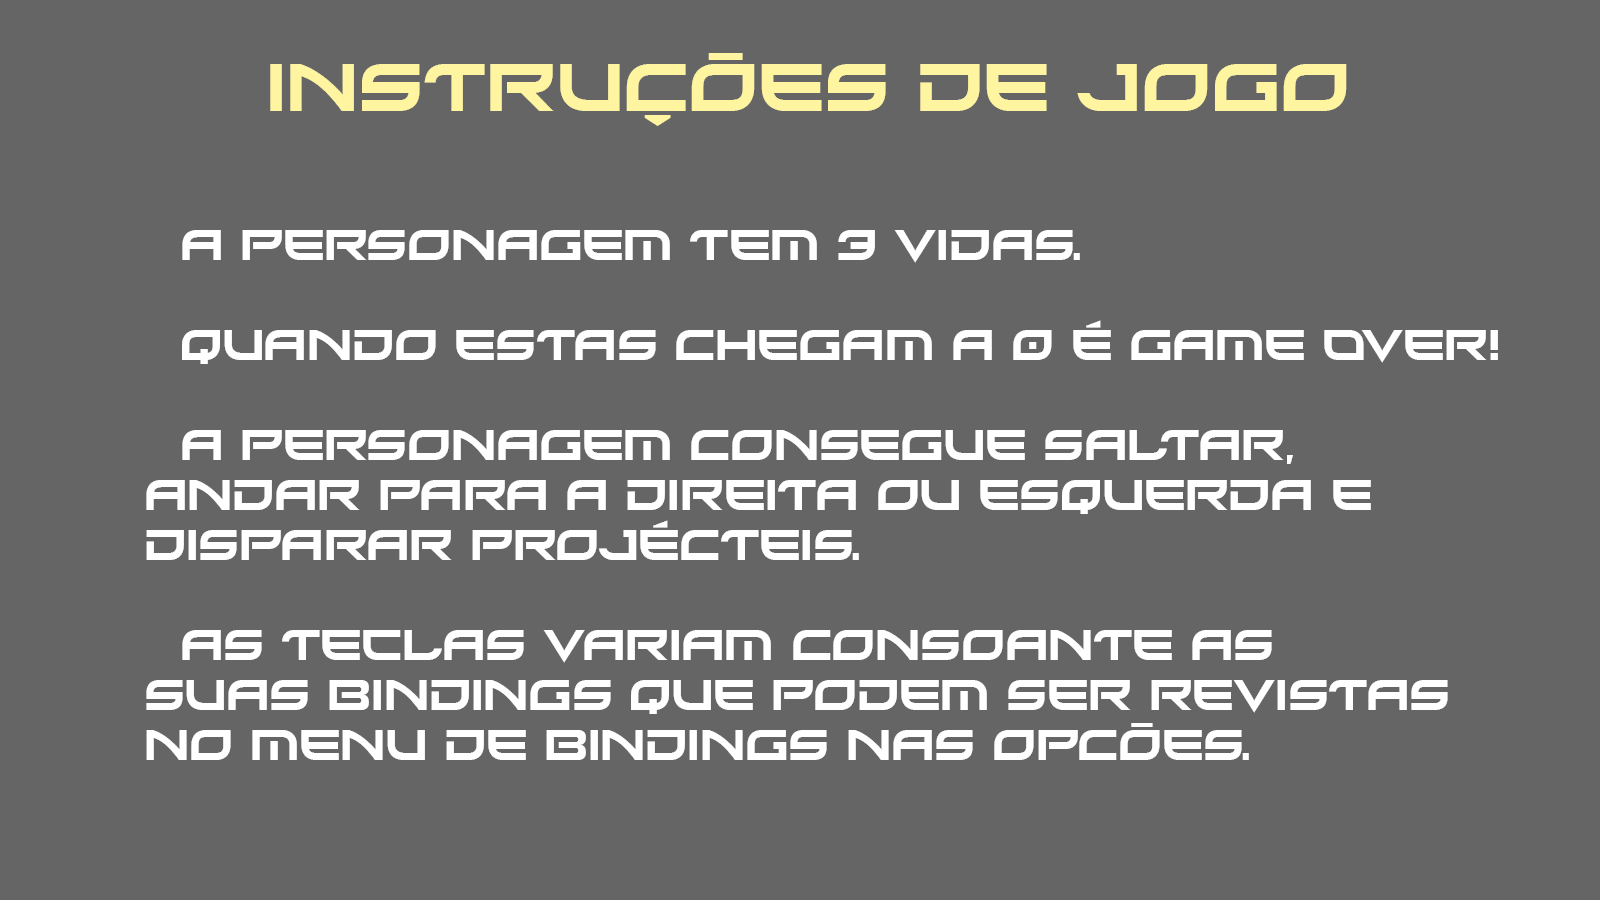 INSTRUÇÕES DE JOGO
A PERSONAGEM TEM 3 VIDAS.
QUANDO ESTAS CHEGAM A 0 É GAME OVER!
A PERSONAGEM CONSEGUE SALTAR,
ANDAR PARA A DIREITA OU ESQUERDA E
DISPARAR PROJÉCTEIS.
AS TECLAS VARIAM CONSOANTE AS
SUAS BINDINGS QUE PODEM SER REVISTAS
NO MENU DE BINDINGS NAS OPCÕES.